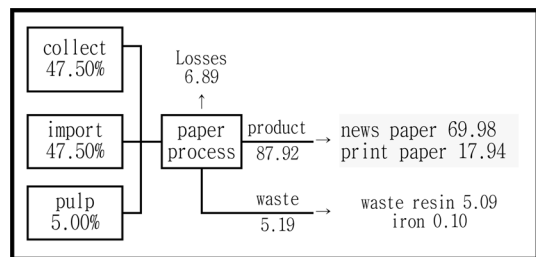 collect
47.50%
Losses
6.89
↑
import
47.50%
paper
process
product
87.92
→
news paper 69.98
print paper 17.94
pulp
5.00%
waste
5.19
→
waste resin 5.09
iron 0.10